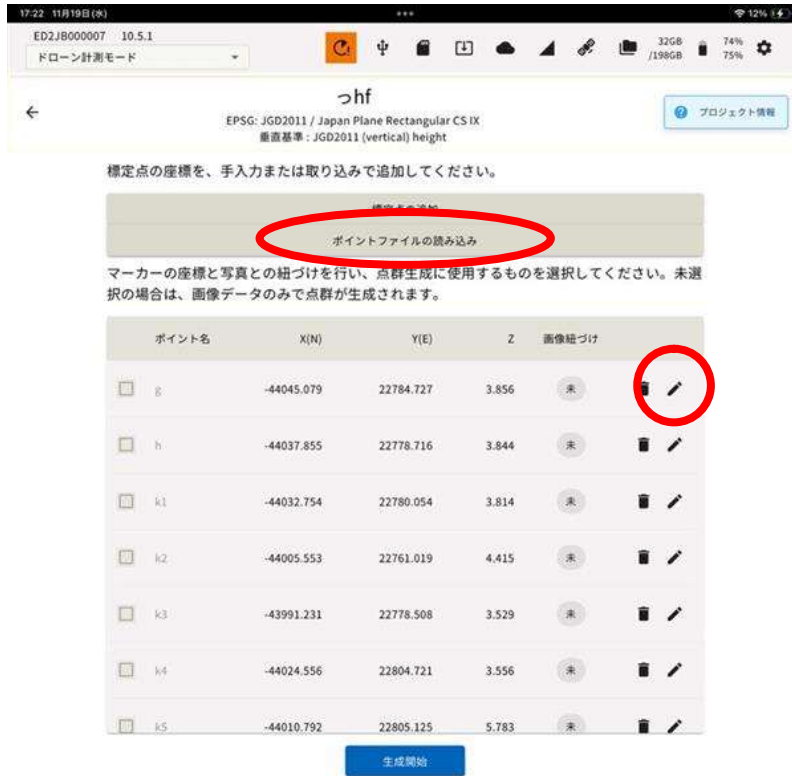 17:22 11月19日(水) 12%
ED2JB000007 10.5.1
ドローン計測モード
32GB
/198GB
74%
75%
っhf
EPSG: JGD2011 / Japan Plane Rectangular CS IX
垂直基準 : JGD2011 (vertical) height
プロジェクト情報
標定点の座標を、手入力または取り込みで追加してください。
標定点の追加
ポイントファイルの読み込み
マーカーの座標と写真との紐づけを行い、点群生成に使用するものを選択してください。未選
択の場合は、画像データのみで点群が生成されます。
ポイント名 X(N) Y(E) Z 画像紐づけ
g -44045.079 22784.727 3.856 未
h -44037.855 22778.716 3.844 未
k1 -44032.754 22780.054 3.814 未
k2 -44005.553 22761.019 4.415 未
k3 -43991.231 22778.508 3.529 未
k4 -44024.556 22804.721 3.556 未
k5 -44010.792 22805.125 5.783 未
生成開始